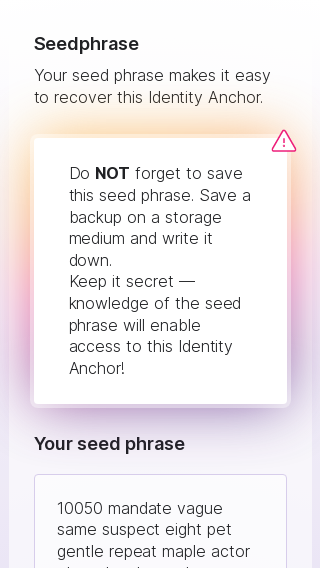 Seedphrase
Your seed phrase makes it easy
to recover this Identity Anchor.
Do NOT forget to save
this seed phrase. Save a
backup on a storage
medium and write it
down.
Keep it secret —
knowledge of the seed
phrase will enable
access to this Identity
Anchor!
Your seed phrase
10050 mandate vague
same suspect eight pet
gentle repeat maple actor